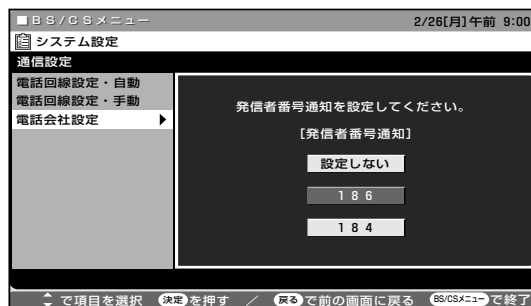 ■BS/CSメニュー 2/26[月]午前 9:00
システム設定
通信設定
電話回線設定・自動
電話回線設定・手動
電話会社設定
発信者番号通知を設定してください。
[発信者番号通知]
設定しない
186
184
で項目を選択 決定を押す / 戻るで前の画面に戻る BS/CSメニューで終了